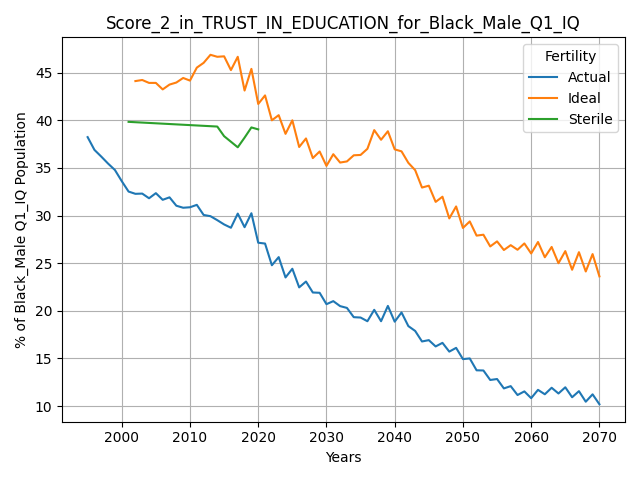 Score_2_in_TRUST_IN_EDUCATION_for_Black_Male_Q1_IQ
Fertility
Actual
Ideal
Sterile
% of Black_Male Q1_IQ Population
45
40
35
30
25
20
15
10
2000 2010 2020 2030 2040 2050 2060 2070
Years